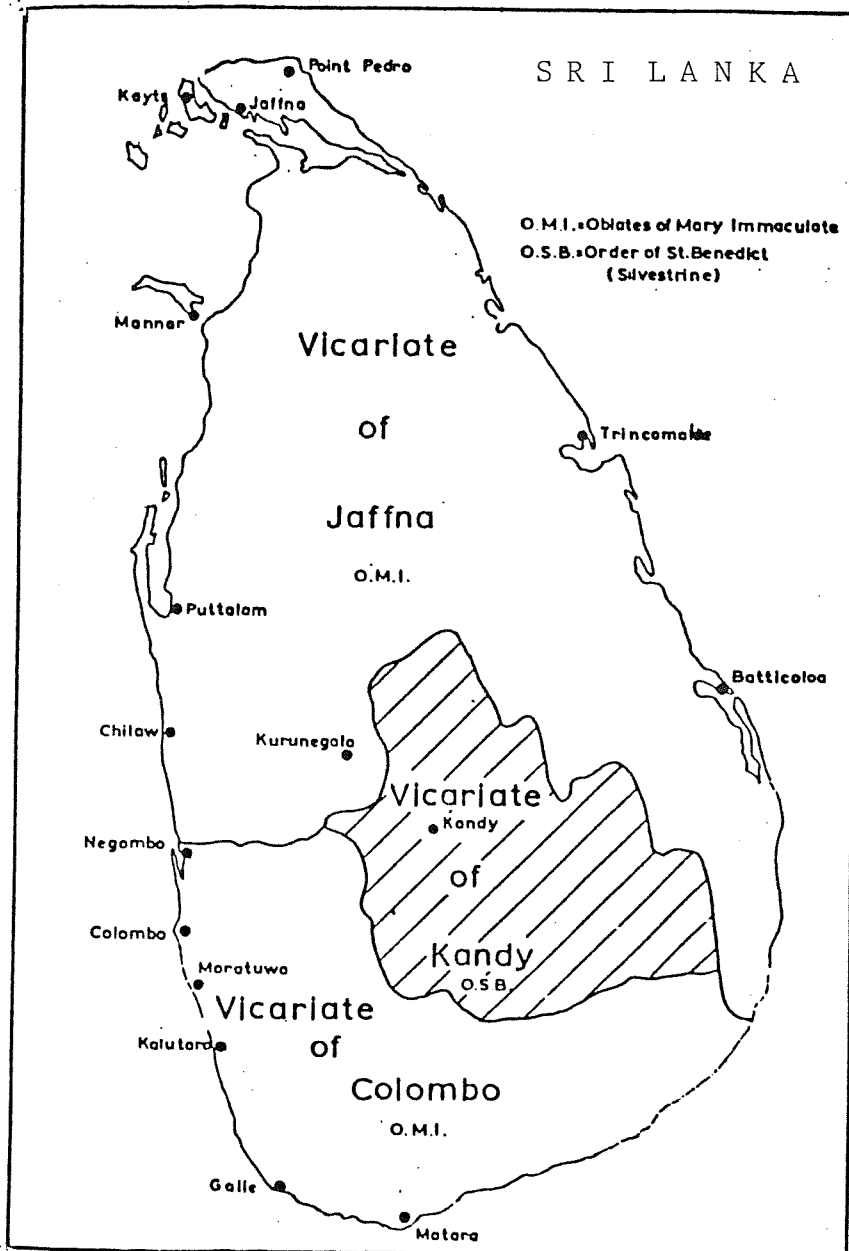 SRI LANKA
Point Pedro
Kayts
Jaffna
O.M.I.=Oblates of Mary Immaculate
O.S.B.=Order of St.Benedict
(Silvestrine)
Mannar
Vicariate
of
Jaffna
O.M.I.
Trincomalee
Puttalam
Batticoloa
Chilaw
Kurunegala
Vicariate
Kandy
of
Kandy
O.S.B.
Negombo
Colombo
Moratuwa
Vicariate
of
Colombo
O.M.I.
Kalutara
Galle
Matara